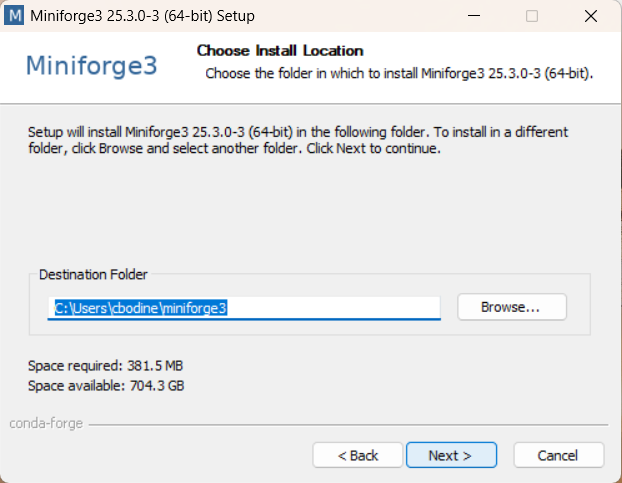 M Miniforge3 25.3.0-3 (64-bit) Setup
Miniforge3
Choose Install Location
Choose the folder in which to install Miniforge3 25.3.0-3 (64-bit).
Setup will install Miniforge3 25.3.0-3 (64-bit) in the following folder. To install in a different
folder, click Browse and select another folder. Click Next to continue.
Destination Folder
C:\Users\cbodine\miniforge3
Browse...
Space required: 381.5 MB
Space available: 704.3 GB
conda-forge
< Back
Next >
Cancel